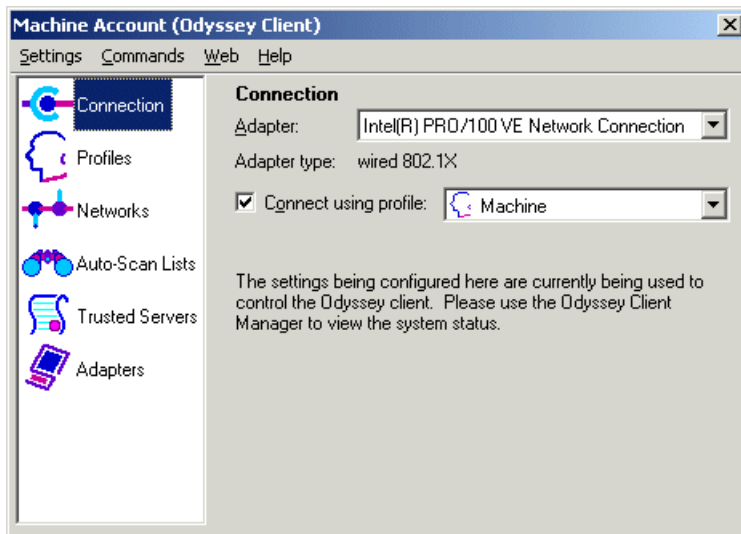 Machine Account (Odyssey Client)
Settings Commands Web Help
Connection
Profiles
Networks
Auto-Scan Lists
Trusted Servers
Adapters
Connection
Adapter: Intel(R) PRO/100 VE Network Connection
Adapter type: wired 802.1X
Connect using profile: Machine
The settings being configured here are currently being used to
control the Odyssey client. Please use the Odyssey Client
Manager to view the system status.